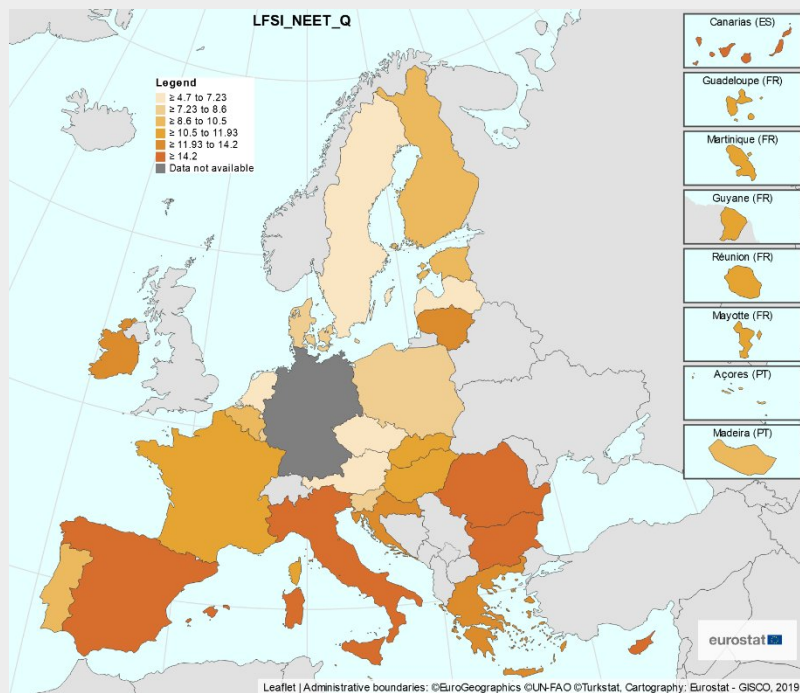 LFSI_NEET_Q
Legend
≥ 4.7 to 7.23
≥ 7.23 to 8.6
≥ 8.6 to 10.5
≥ 10.5 to 11.93
≥ 11.93 to 14.2
≥ 14.2
Data not available
Canarias (ES)
Guadeloupe (FR)
Martinique (FR)
Guyane (FR)
Réunion (FR)
Mayotte (FR)
Açores (PT)
Madeira (PT)
eurostat
Leaflet | Administrative boundaries: ©EuroGeographics ©UN-FAO ©Turkstat, Cartography: Eurostat - GISCO, 2019